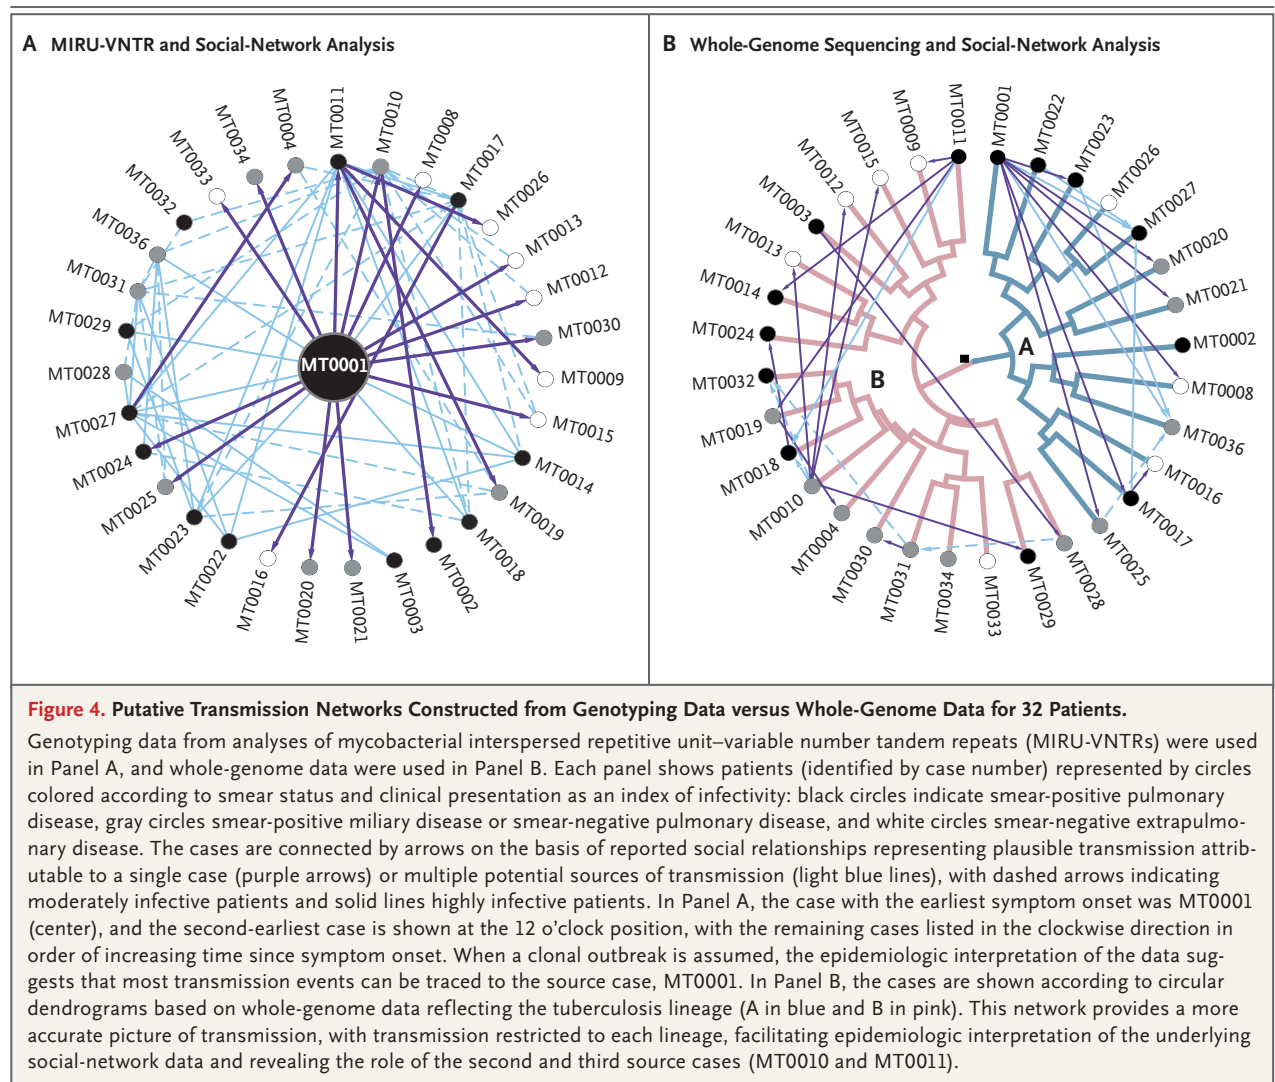 A MIRU-VNTR and Social-Network Analysis
MT0011
MT0010
MT0008
MT0017
MT0026
MT0013
MT0012
MT0030
MT0009
MT0015
MT0014
MT0019
MT0018
MT0002
MT0003
MT0021
MT0020
MT0016
MT0022
MT0023
MT0025
MT0024
MT0027
MT0028
MT0029
MT0031
MT0036
MT0032
MT0033
MT0034
MT0004
MT0001
B Whole-Genome Sequencing and Social-Network Analysis
MT0001
MT0022
MT0023
MT0026
MT0027
MT0020
MT0021
MT0002
MT0008
MT0036
MT0016
MT0017
MT0025
MT0028
MT0029
MT0033
MT0034
MT0031
MT0030
MT0004
MT0010
MT0018
MT0019
MT0032
MT0024
MT0014
MT0013
MT0003
MT0012
MT0015
MT0009
MT0011
A
B
Figure 4. Putative Transmission Networks Constructed from Genotyping Data versus Whole-Genome Data for 32 Patients.
Genotyping data from analyses of mycobacterial interspersed repetitive unit–variable number tandem repeats (MIRU-VNTRs) were used
in Panel A, and whole-genome data were used in Panel B. Each panel shows patients (identified by case number) represented by circles
colored according to smear status and clinical presentation as an index of infectivity: black circles indicate smear-positive pulmonary
disease, gray circles smear-positive miliary disease or smear-negative pulmonary disease, and white circles smear-negative extrapulmo-
nary disease. The cases are connected by arrows on the basis of reported social relationships representing plausible transmission attrib-
utable to a single case (purple arrows) or multiple potential sources of transmission (light blue lines), with dashed arrows indicating
moderately infective patients and solid lines highly infective patients. In Panel A, the case with the earliest symptom onset was MT0001
(center), and the second-earliest case is shown at the 12 o'clock position, with the remaining cases listed in the clockwise direction in
order of increasing time since symptom onset. When a clonal outbreak is assumed, the epidemiologic interpretation of the data sug-
gests that most transmission events can be traced to the source case, MT0001. In Panel B, the cases are shown according to circular
dendrograms based on whole-genome data reflecting the tuberculosis lineage (A in blue and B in pink). This network provides a more
accurate picture of transmission, with transmission restricted to each lineage, facilitating epidemiologic interpretation of the underlying
social-network data and revealing the role of the second and third source cases (MT0010 and MT0011).